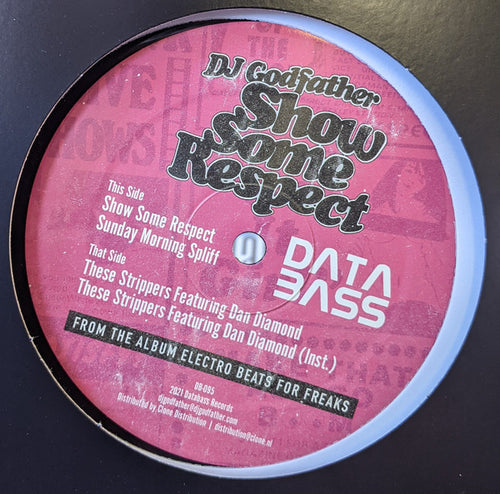 DJ Godfather
Show
Some
Respect
This Side
Show Some Respect
Sunday Morning Spliff
DATA
BASS
That Side
These Strippers Featuring Dan Diamond
These Strippers Featuring Dan Diamond (Inst.)
FROM THE ALBUM ELECTRO BEATS FOR FREAKS
DB-095
2021 Databass Records
djgodfather@djgodfather.com
Distributed by Clone Distribution | distribution@clone.nl